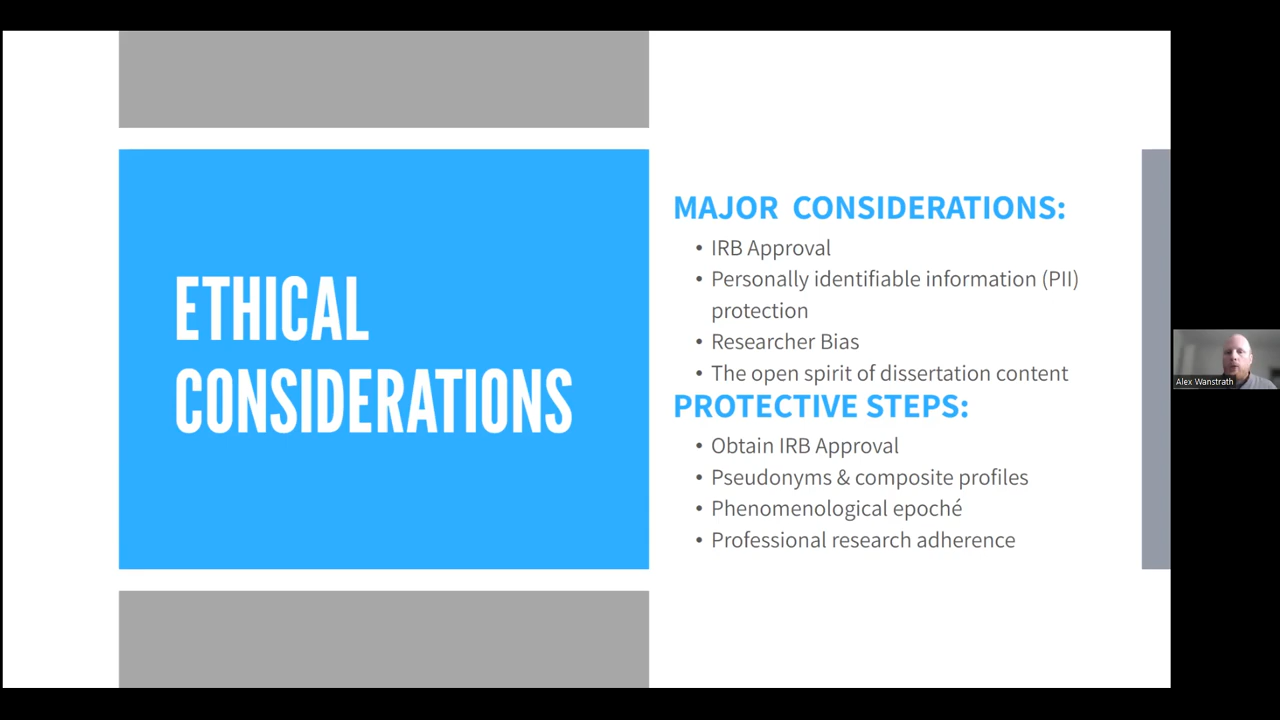 ETHICAL
CONSIDERATIONS
MAJOR CONSIDERATIONS:
• IRB Approval
• Personally identifiable information (PII)
protection
• Researcher Bias
• The open spirit of dissertation content
PROTECTIVE STEPS:
• Obtain IRB Approval
• Pseudonyms & composite profiles
• Phenomenological epoché
• Professional research adherence
Alex Wanstrath